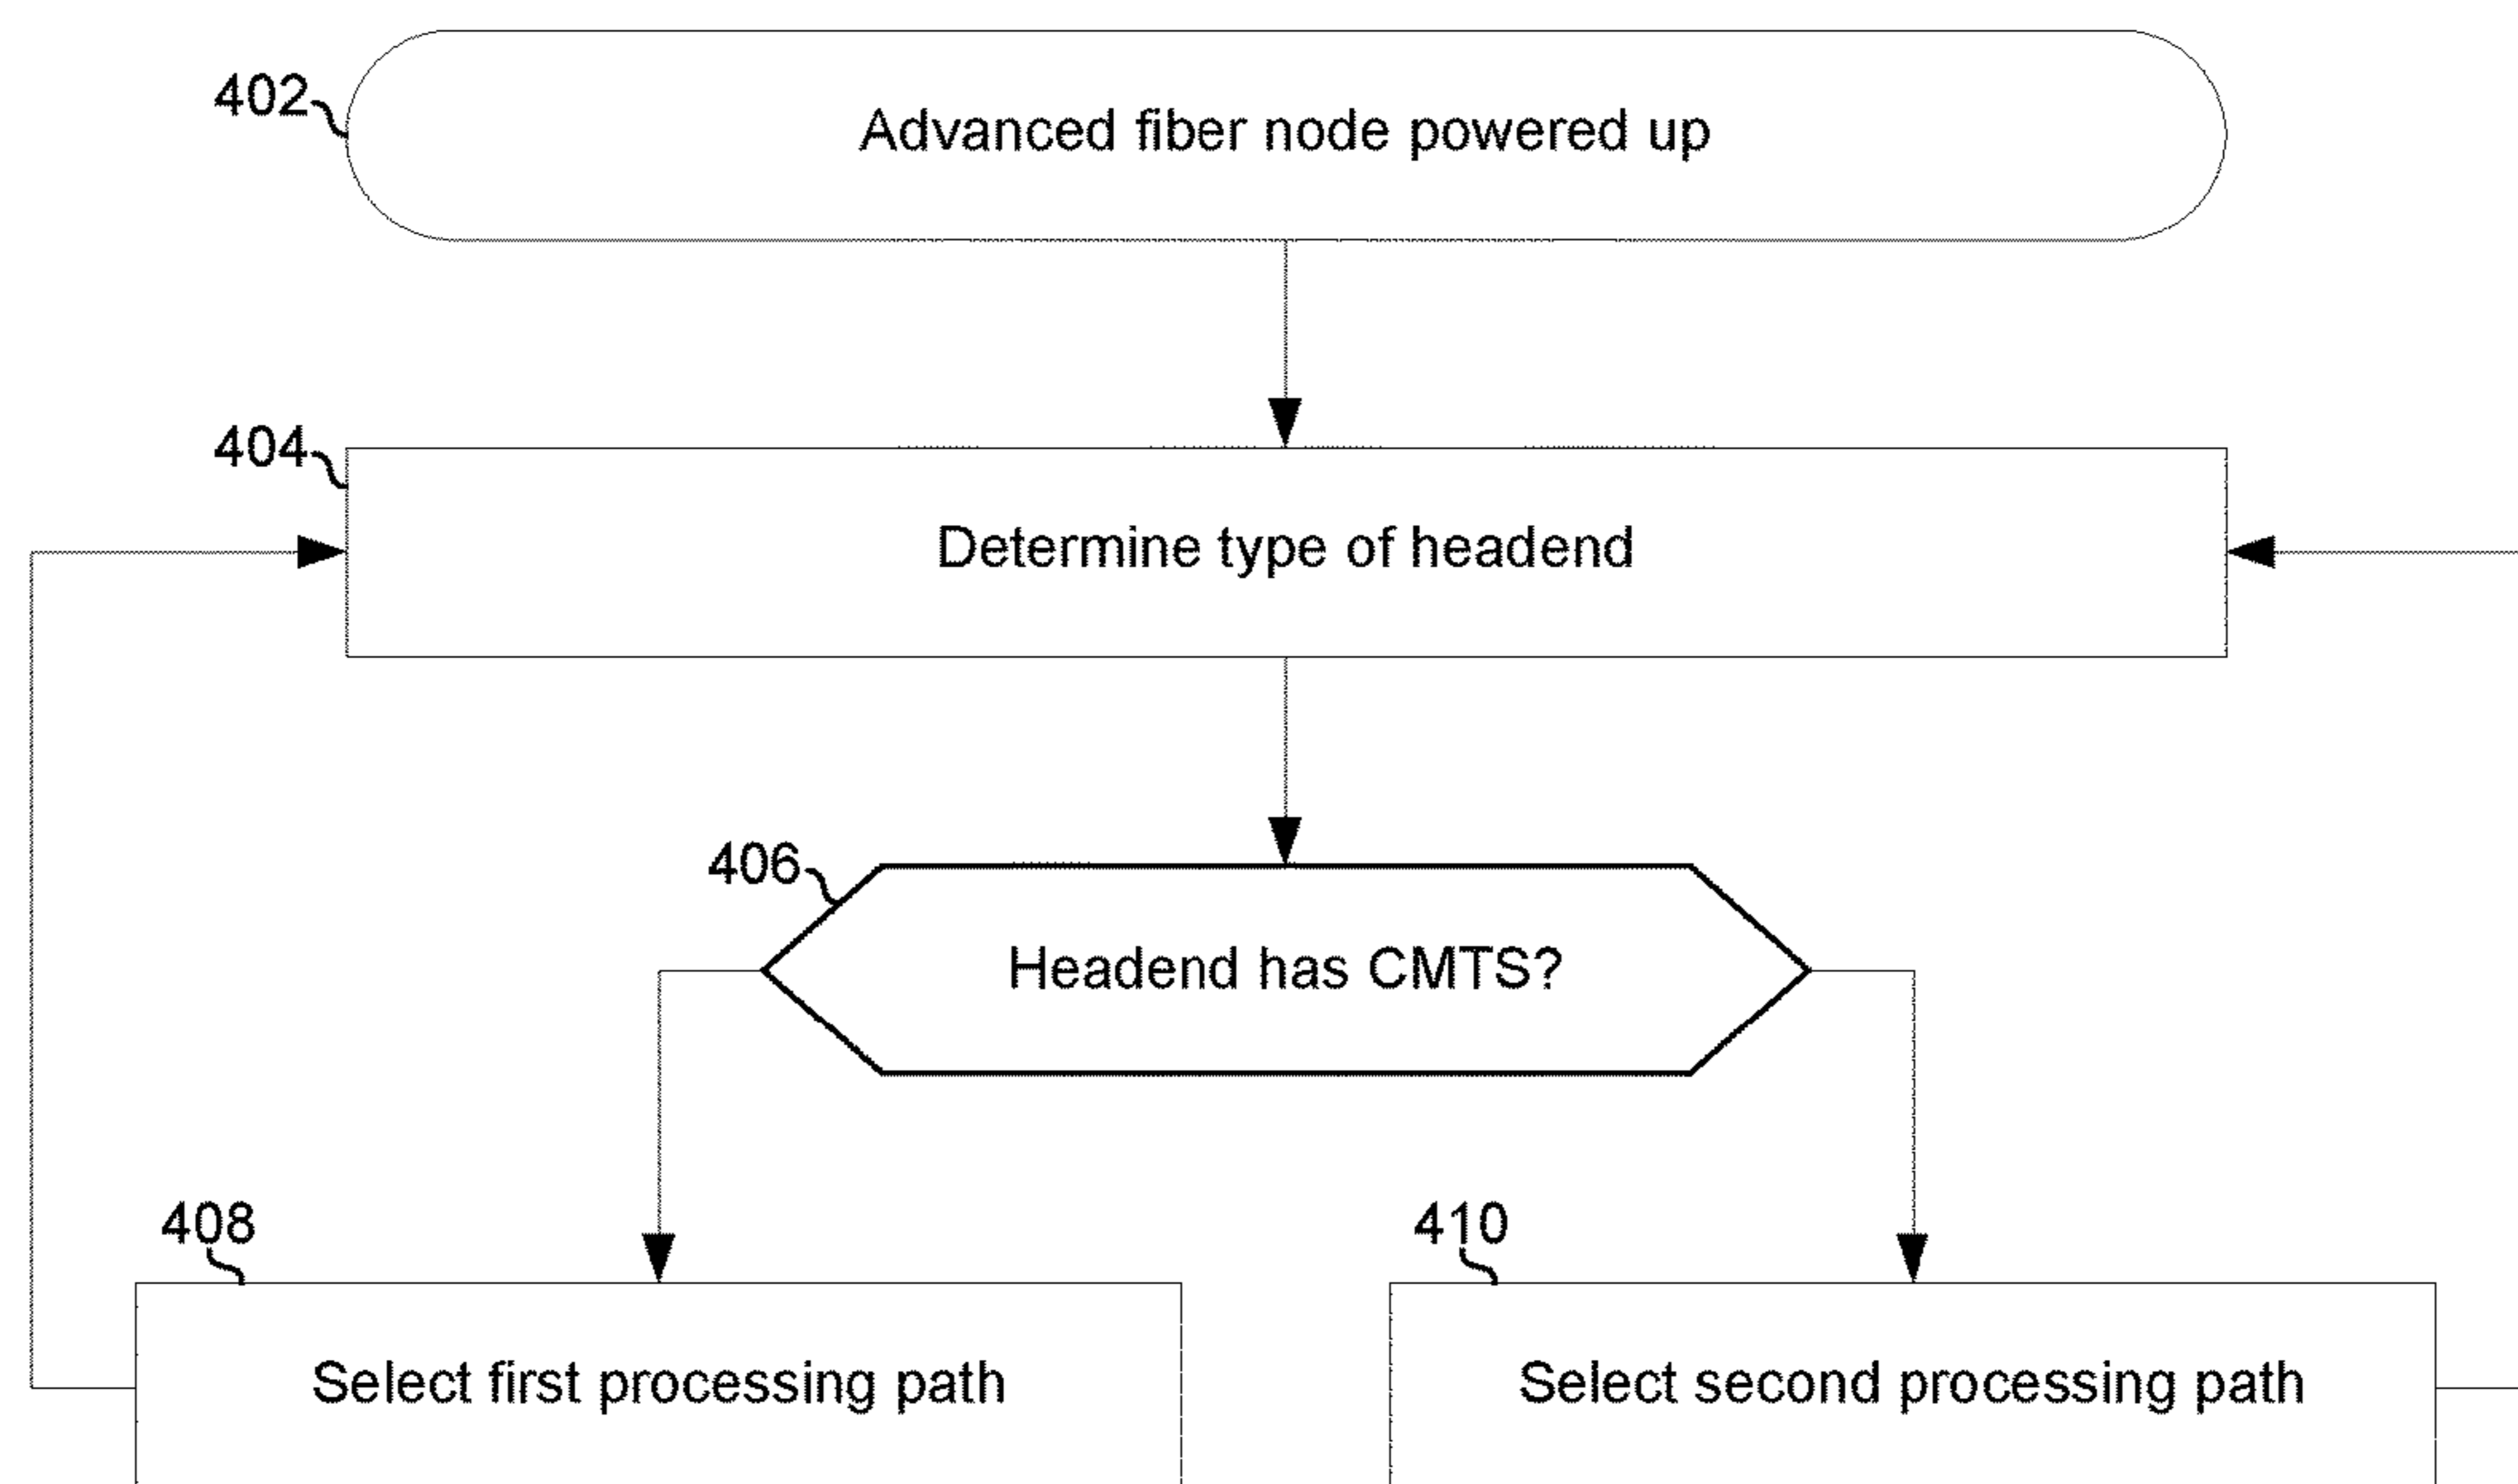 402
Advanced fiber node powered up
404
Determine type of headend
406
Headend has CMTS?
408
410
Select first processing path
Select second processing path